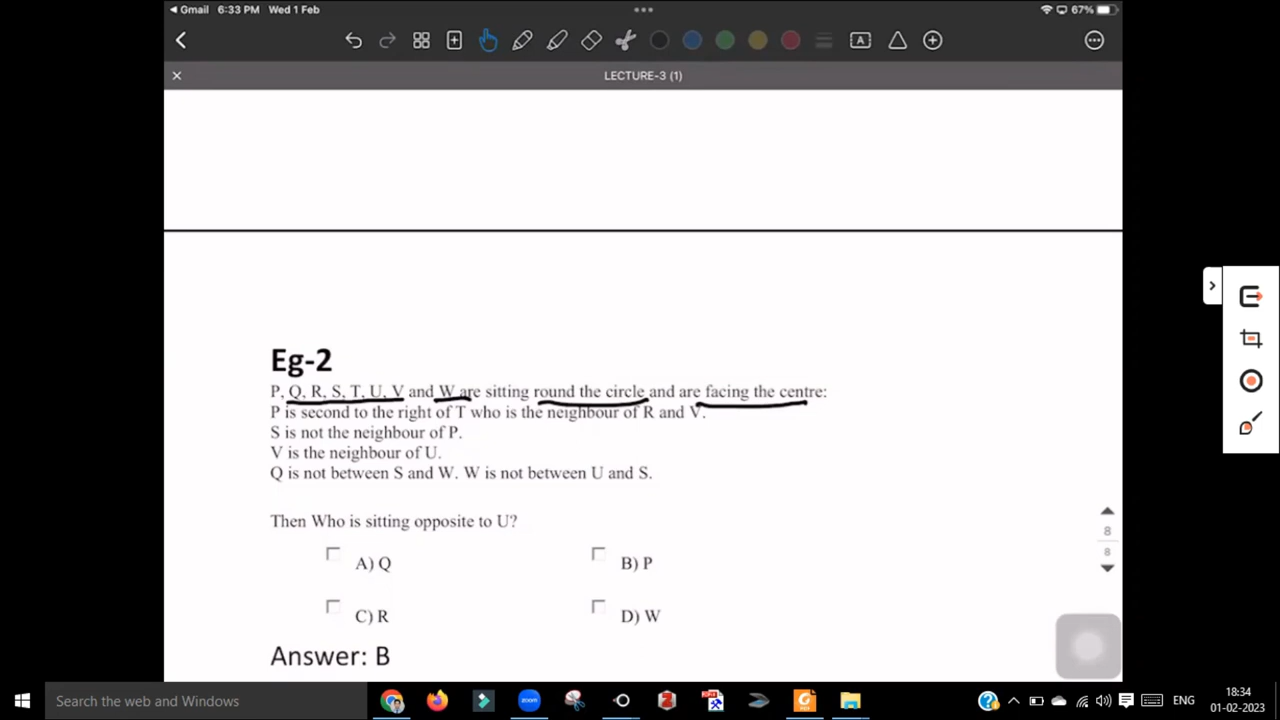 Gmail 6:33 PM Wed 1 Feb
67%
LECTURE-3 (1)
Eg-2
P, Q, R, S, T, U, V and W are sitting round the circle and are facing the centre:
P is second to the right of T who is the neighbour of R and V.
S is not the neighbour of P.
V is the neighbour of U.
Q is not between S and W. W is not between U and S.
Then Who is sitting opposite to U?
A) Q
B) P
C) R
D) W
Answer: B
8
8
Search the web and Windows
zoom
ENG
18:34
01-02-2023